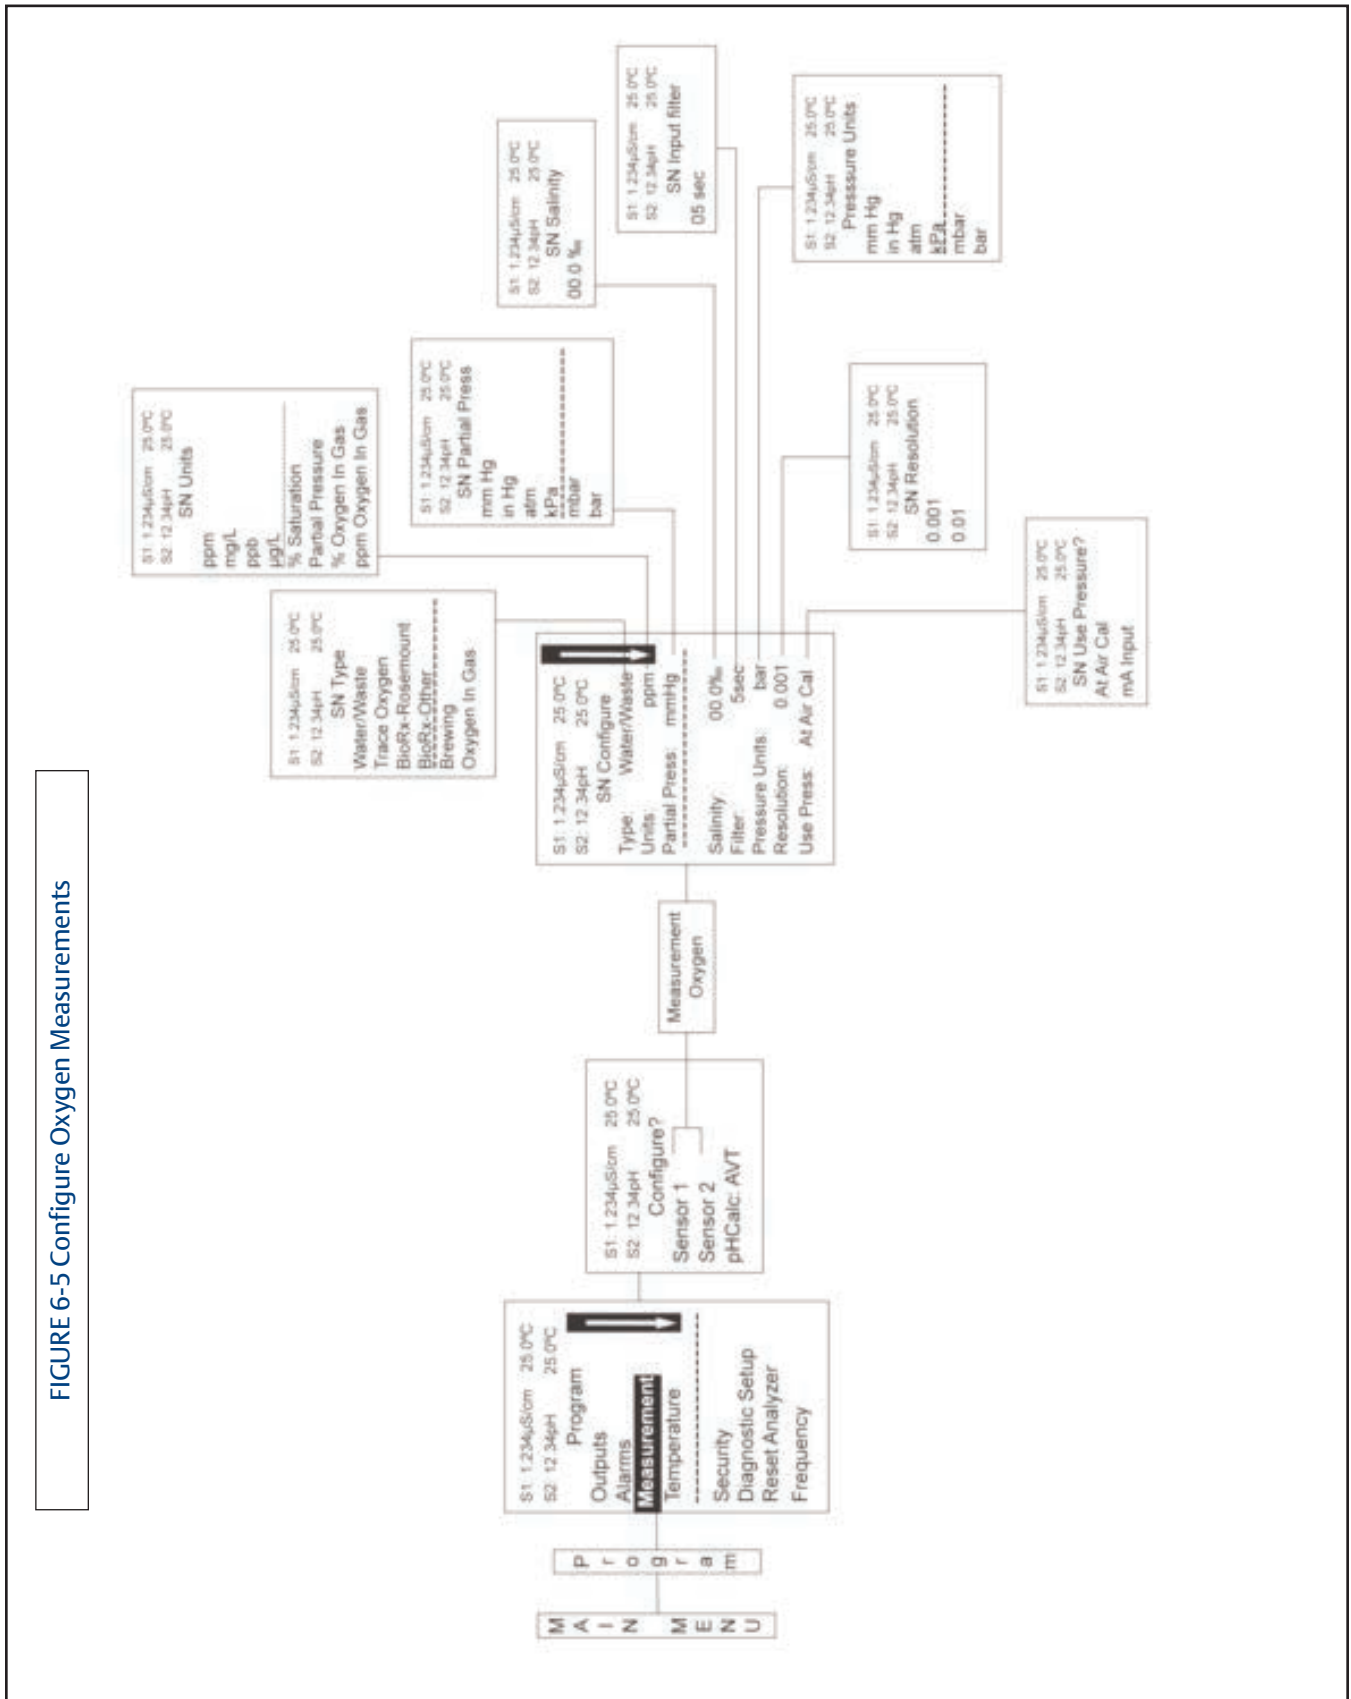 FIGURE 6-5 Configure Oxygen Measurements
MAIN MENU
Program
S1: 1.234µS/cm 25.0ºC
S2: 12.34pH 25.0ºC
Program
Outputs
Alarms
Measurement
Temperature
Security
Diagnostic Setup
Reset Analyzer
Frequency
S1: 1.234µS/cm 25.0ºC
S2: 12.34pH 25.0ºC
Configure?
Sensor 1
Sensor 2
pHCalc: AVT
Measurement
Oxygen
S1: 1.234µS/cm 25.0ºC
S2: 12.34pH 25.0ºC
SN Configure
Type: Water/Waste
Units: ppm
Partial Press: mmHg
Salinity: 00.0‰
Filter: 5sec
Pressure Units: bar
Resolution: 0.001
Use Press: At Air Cal
S1: 1.234µS/cm 25.0ºC
S2: 12.34pH 25.0ºC
SN Type
Water/Waste
Trace Oxygen
BioRx-Rosemount
BioRx-Other
Brewing
Oxygen In Gas
S1: 1.234µS/cm 25.0ºC
S2: 12.34pH 25.0ºC
SN Units
ppm
mg/L
ppb
µg/L
% Saturation
Partial Pressure
% Oxygen In Gas
ppm Oxygen In Gas
S1: 1.234µS/cm 25.0ºC
S2: 12.34pH 25.0ºC
SN Partial Press
mm Hg
in Hg
atm
kPa
mbar
bar
S1: 1.234µS/cm 25.0ºC
S2: 12.34pH 25.0ºC
SN Salinity
00.0 ‰
S1: 1.234µS/cm 25.0ºC
S2: 12.34pH 25.0ºC
SN Input filter
05 sec
S1: 1.234µS/cm 25.0ºC
S2: 12.34pH 25.0ºC
Presssure Units
mm Hg
in Hg
atm
kPa
mbar
bar
S1: 1.234µS/cm 25.0ºC
S2: 12.34pH 25.0ºC
SN Resolution
0.001
0.01
S1: 1.234µS/cm 25.0ºC
S2: 12.34pH 25.0ºC
SN Use Pressure?
At Air Cal
mA Input